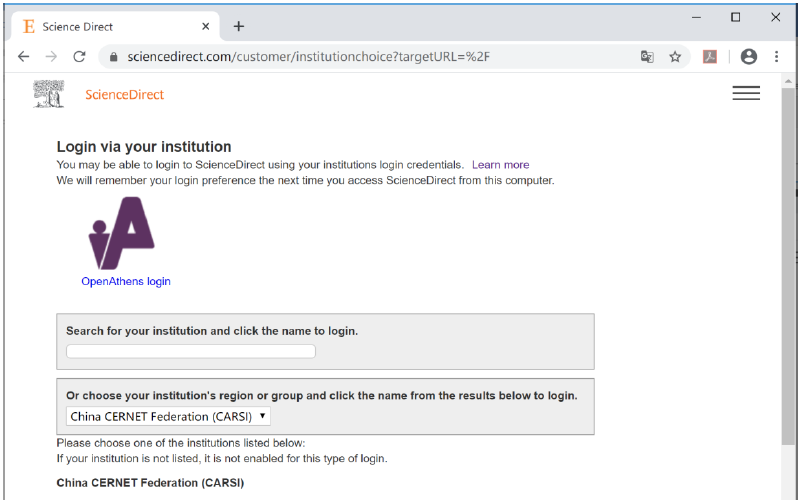 Science Direct
sciencedirect.com/customer/institutionchoice?targetURL=%2F
ScienceDirect
Login via your institution
You may be able to login to ScienceDirect using your institutions login credentials. Learn more
We will remember your login preference the next time you access ScienceDirect from this computer.
OpenAthens login
Search for your institution and click the name to login.
Or choose your institution's region or group and click the name from the results below to login.
China CERNET Federation (CARSI)
Please choose one of the institutions listed below:
If your institution is not listed, it is not enabled for this type of login.
China CERNET Federation (CARSI)